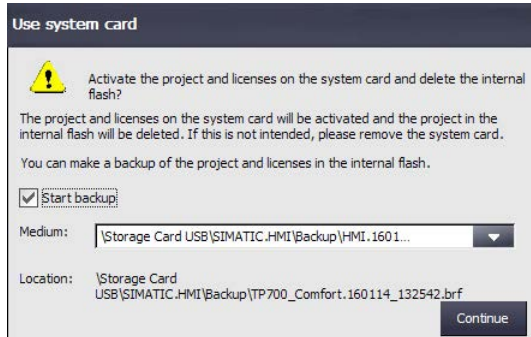 Use system card
Activate the project and licenses on the system card and delete the internal
flash?
The project and licenses on the system card will be activated and the project in the
internal flash will be deleted. If this is not intended, please remove the system card.
You can make a backup of the project and licenses in the internal flash.
Start backup
Medium: \Storage Card USB\SIMATIC.HMI\Backup\HMI.1601...
Location: \Storage Card
USB\SIMATIC.HMI\Backup\TP700_Comfort.160114_132542.brf
Continue